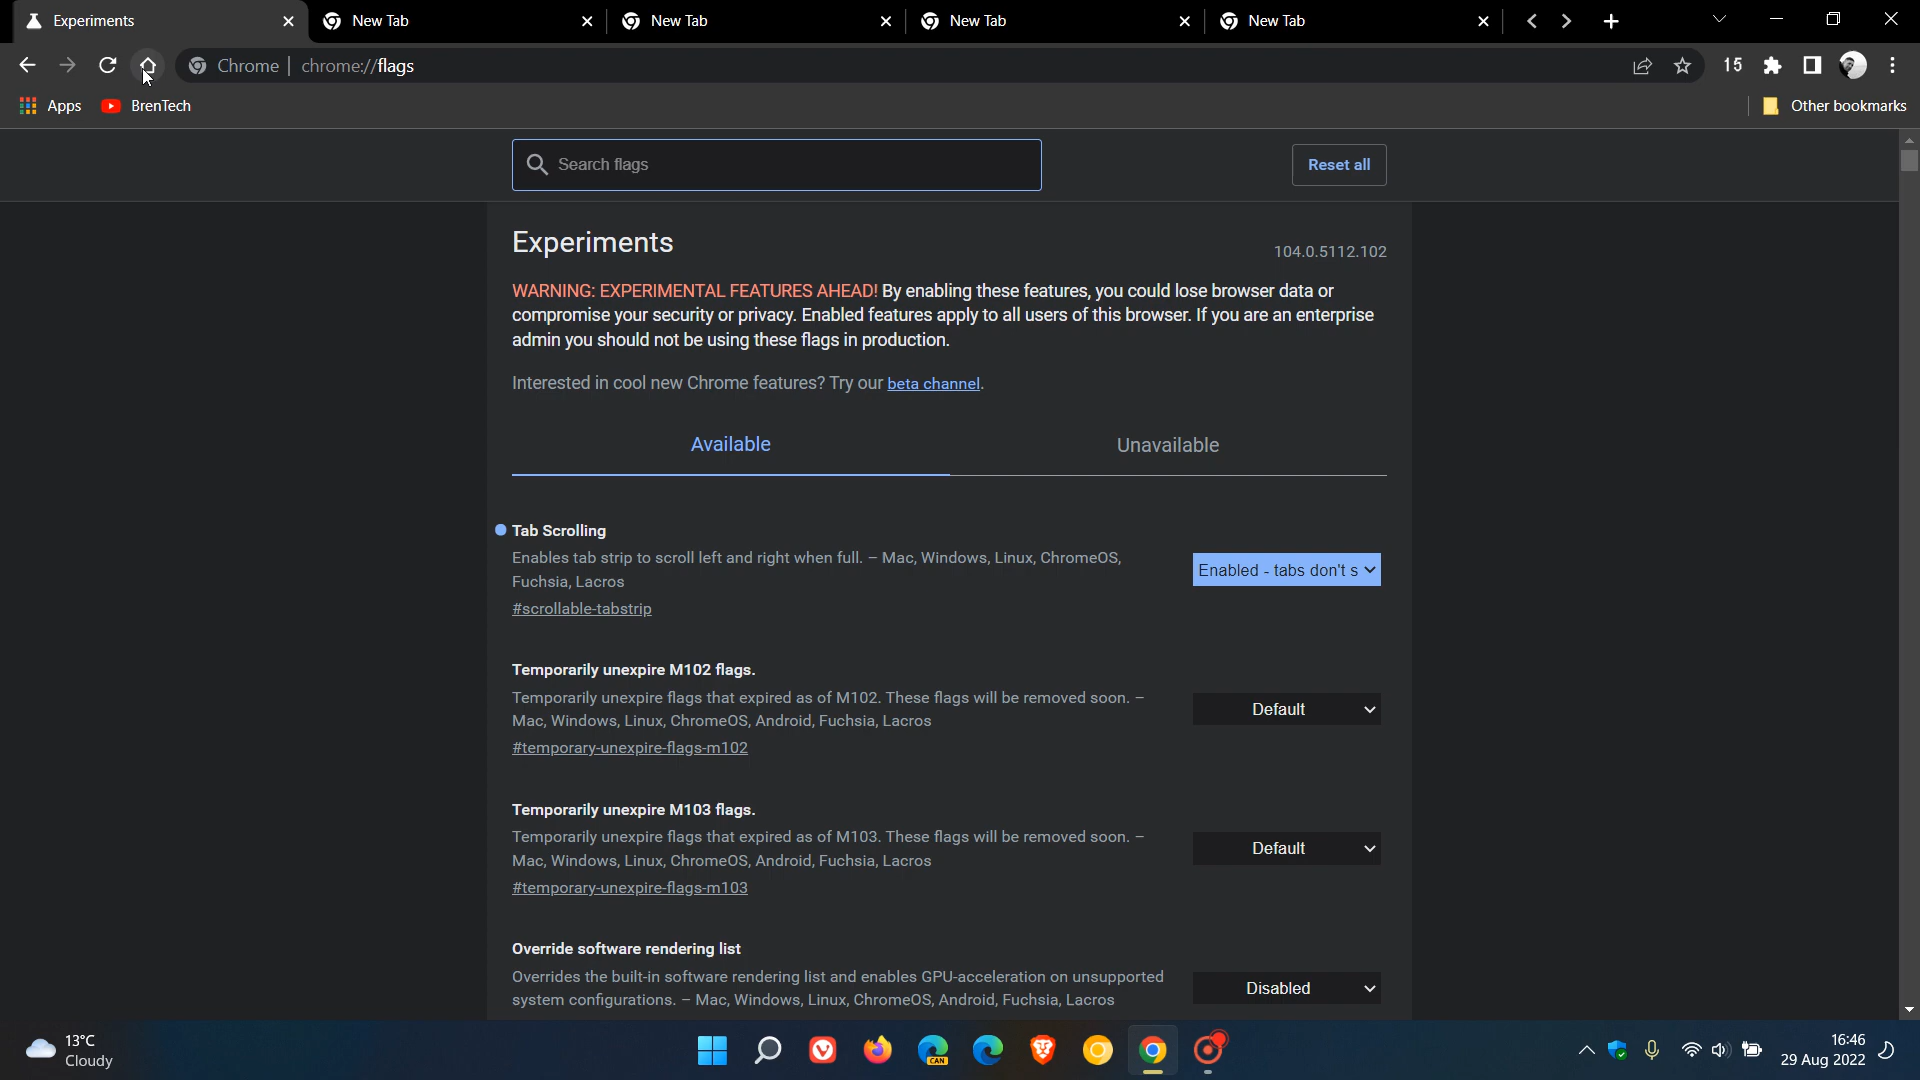 Experiments
New Tab
New Tab
New Tab
New Tab
Chrome | chrome://flags
15
Apps
BrenTech
Other bookmarks
Search flags
Reset all
Experiments
104.0.5112.102
WARNING: EXPERIMENTAL FEATURES AHEAD! By enabling these features, you could lose browser data or
compromise your security or privacy. Enabled features apply to all users of this browser. If you are an enterprise
admin you should not be using these flags in production.
Interested in cool new Chrome features? Try our beta channel.
Available
Unavailable
Tab Scrolling
Enables tab strip to scroll left and right when full. – Mac, Windows, Linux, ChromeOS,
Fuchsia, Lacros
#scrollable-tabstrip
Enabled - tabs don't s
Temporarily unexpire M102 flags.
Temporarily unexpire flags that expired as of M102. These flags will be removed soon. –
Mac, Windows, Linux, ChromeOS, Android, Fuchsia, Lacros
#temporary-unexpire-flags-m102
Default
Temporarily unexpire M103 flags.
Temporarily unexpire flags that expired as of M103. These flags will be removed soon. –
Mac, Windows, Linux, ChromeOS, Android, Fuchsia, Lacros
#temporary-unexpire-flags-m103
Default
Override software rendering list
Overrides the built-in software rendering list and enables GPU-acceleration on unsupported
system configurations. – Mac, Windows, Linux, ChromeOS, Android, Fuchsia, Lacros
Disabled
13°C
Cloudy
CAN
16:46
29 Aug 2022